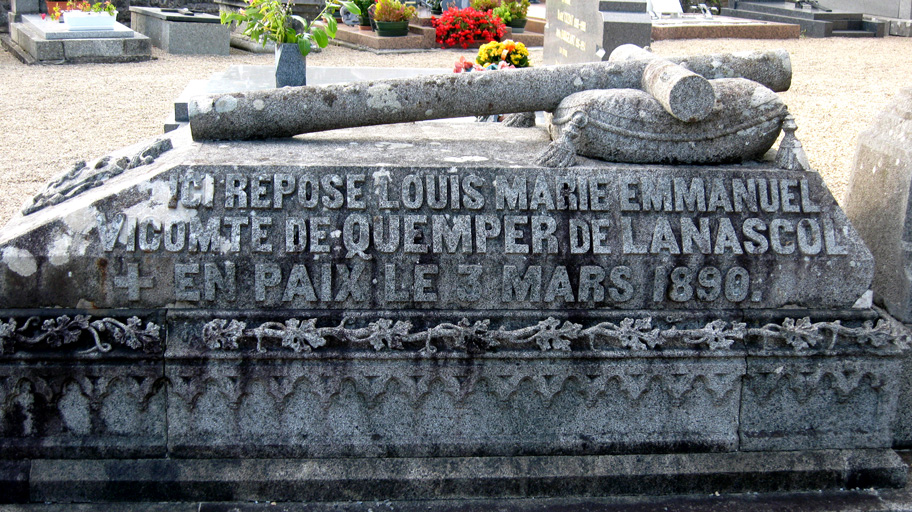 ICI REPOSE LOUIS MARIE EMMANUEL
VICOMTE DE QUEMPER DE LANASCOL
+ EN PAIX LE 3 MARS 1890.